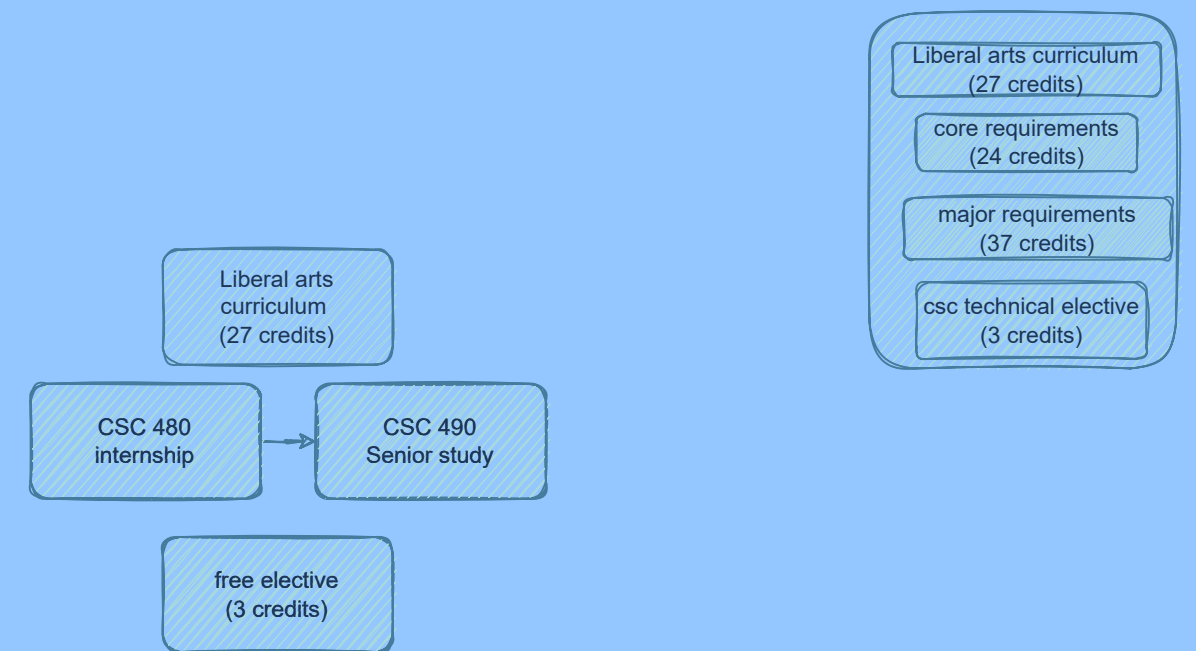 Liberal arts curriculum
(27 credits)
core requirements
(24 credits)
major requirements
(37 credits)
csc technical elective
(3 credits)
Liberal arts
curriculum
(27 credits)
CSC 480
internship
CSC 490
Senior study
free elective
(3 credits)